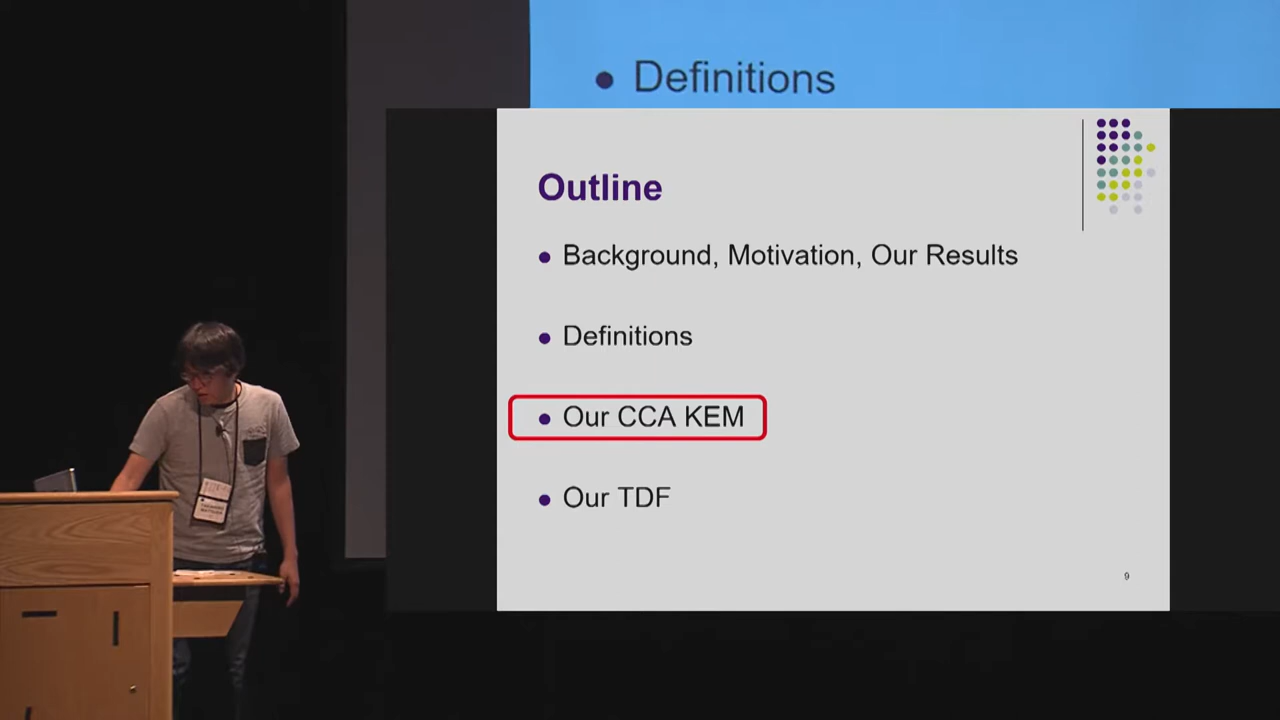 • Definitions
Outline
• Background, Motivation, Our Results
• Definitions
• Our CCA KEM
• Our TDF
9